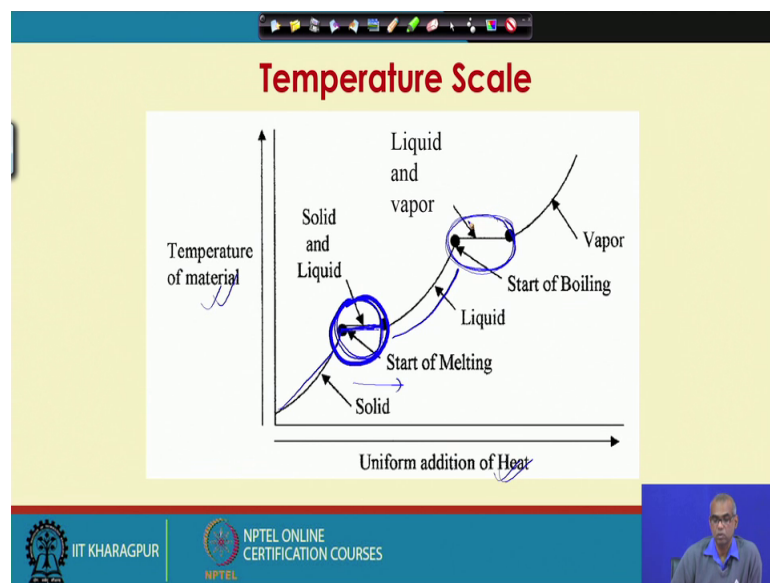 Temperature Scale
Liquid
and
vapor
Solid
and
Liquid
Temperature
of material
Vapor
Start of Boiling
Liquid
Start of Melting
Solid
Uniform addition of Heat
IIT KHARAGPUR
NPTEL
NPTEL ONLINE
CERTIFICATION COURSES